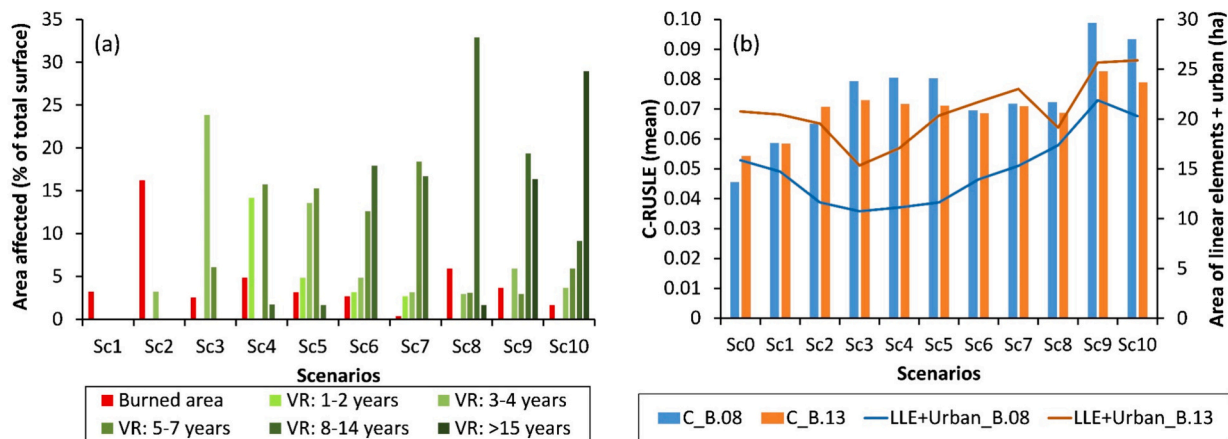 (a)
Area affected (% of total surface)
35
30
25
20
15
10
5
0
Sc1 Sc2 Sc3 Sc4 Sc5 Sc6 Sc7 Sc8 Sc9 Sc10
Scenarios
Burned area VR: 1-2 years VR: 3-4 years
VR: 5-7 years VR: 8-14 years VR: >15 years
(b)
C-RUSLE (mean)
0.10
0.09
0.08
0.07
0.06
0.05
0.04
0.03
0.02
0.01
0.00
30
25
20
15
10
5
0
Area of linear elements + urban (ha)
Sc0 Sc1 Sc2 Sc3 Sc4 Sc5 Sc6 Sc7 Sc8 Sc9 Sc10
Scenarios
C_B.08 C_B.13 LLE+Urban_B.08 LLE+Urban_B.13